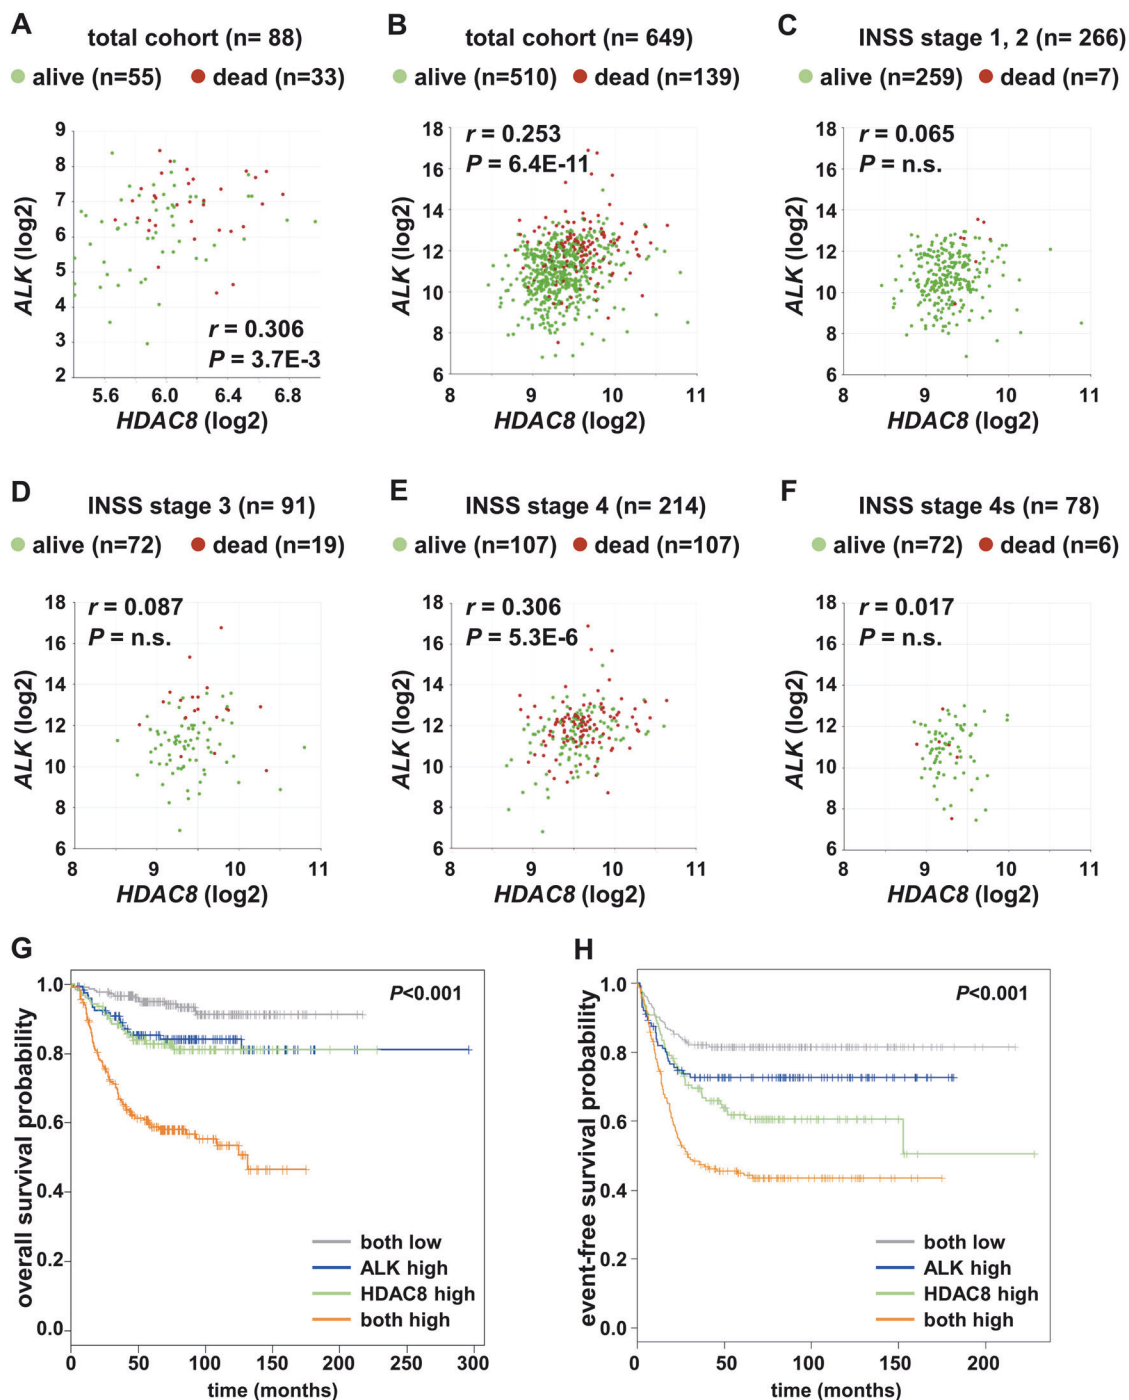 A
total cohort (n= 88)
alive (n=55) dead (n=33)
9
8
7
6
5
4
3
2
ALK (log2)
r = 0.306
P = 3.7E-3
5.6 6.0 6.4 6.8
HDAC8 (log2)
B
total cohort (n= 649)
alive (n=510) dead (n=139)
18
16
14
12
10
8
6
ALK (log2)
r = 0.253
P = 6.4E-11
8 9 10 11
HDAC8 (log2)
C
INSS stage 1, 2 (n= 266)
alive (n=259) dead (n=7)
18
16
14
12
10
8
6
ALK (log2)
r = 0.065
P = n.s.
8 9 10 11
HDAC8 (log2)
D
INSS stage 3 (n= 91)
alive (n=72) dead (n=19)
18
16
14
12
10
8
6
ALK (log2)
r = 0.087
P = n.s.
8 9 10 11
HDAC8 (log2)
E
INSS stage 4 (n= 214)
alive (n=107) dead (n=107)
18
16
14
12
10
8
6
ALK (log2)
r = 0.306
P = 5.3E-6
8 9 10 11
HDAC8 (log2)
F
INSS stage 4s (n= 78)
alive (n=72) dead (n=6)
18
16
14
12
10
8
6
ALK (log2)
r = 0.017
P = n.s.
8 9 10 11
HDAC8 (log2)
G
1.0
0.8
0.6
0.4
0.2
0.0
overall survival probability
P<0.001
both low
ALK high
HDAC8 high
both high
0 50 100 150 200 250 300
time (months)
H
1.0
0.8
0.6
0.4
0.2
0.0
event-free survival probability
P<0.001
both low
ALK high
HDAC8 high
both high
0 50 100 150 200
time (months)